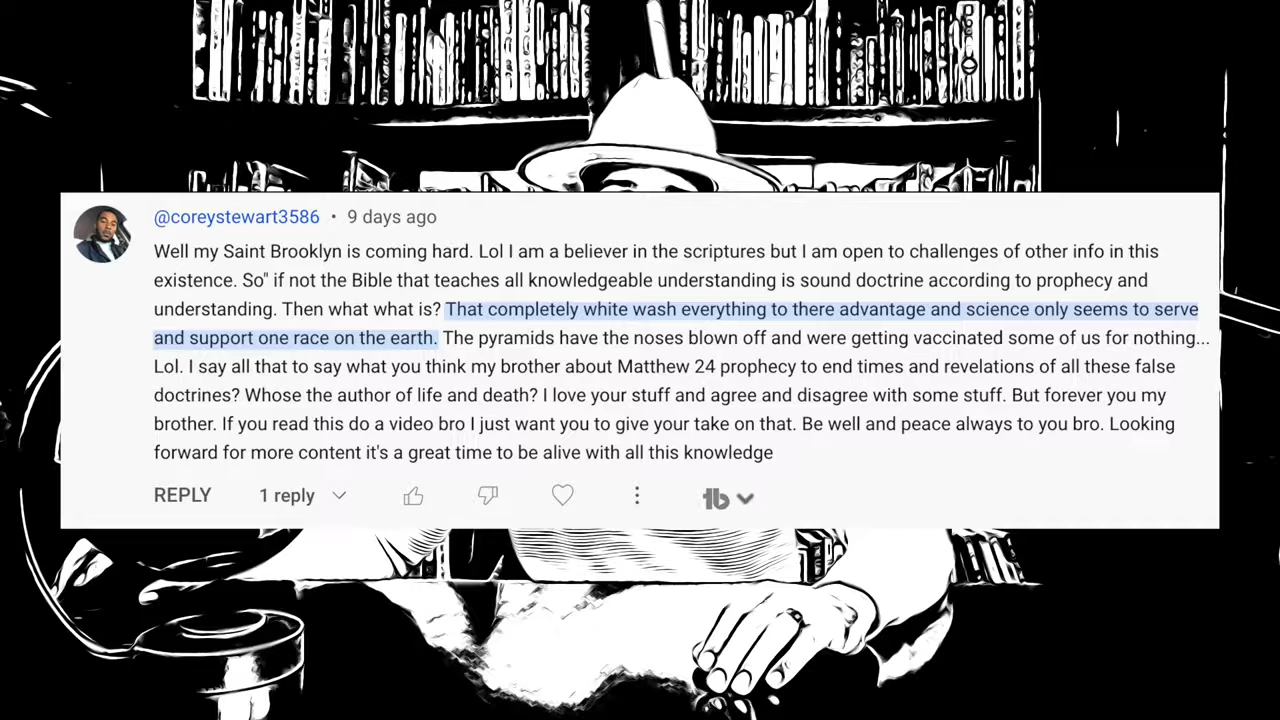 @coreystewart3586 • 9 days ago
Well my Saint Brooklyn is coming hard. Lol I am a believer in the scriptures but I am open to challenges of other info in this
existence. So" if not the Bible that teaches all knowledgeable understanding is sound doctrine according to prophecy and
understanding. Then what what is? That completely white wash everything to there advantage and science only seems to serve
and support one race on the earth. The pyramids have the noses blown off and were getting vaccinated some of us for nothing...
Lol. I say all that to say what you think my brother about Matthew 24 prophecy to end times and revelations of all these false
doctrines? Whose the author of life and death? I love your stuff and agree and disagree with some stuff. But forever you my
brother. If you read this do a video bro I just want you to give your take on that. Be well and peace always to you bro. Looking
forward for more content it's a great time to be alive with all this knowledge
REPLY 1 reply tb